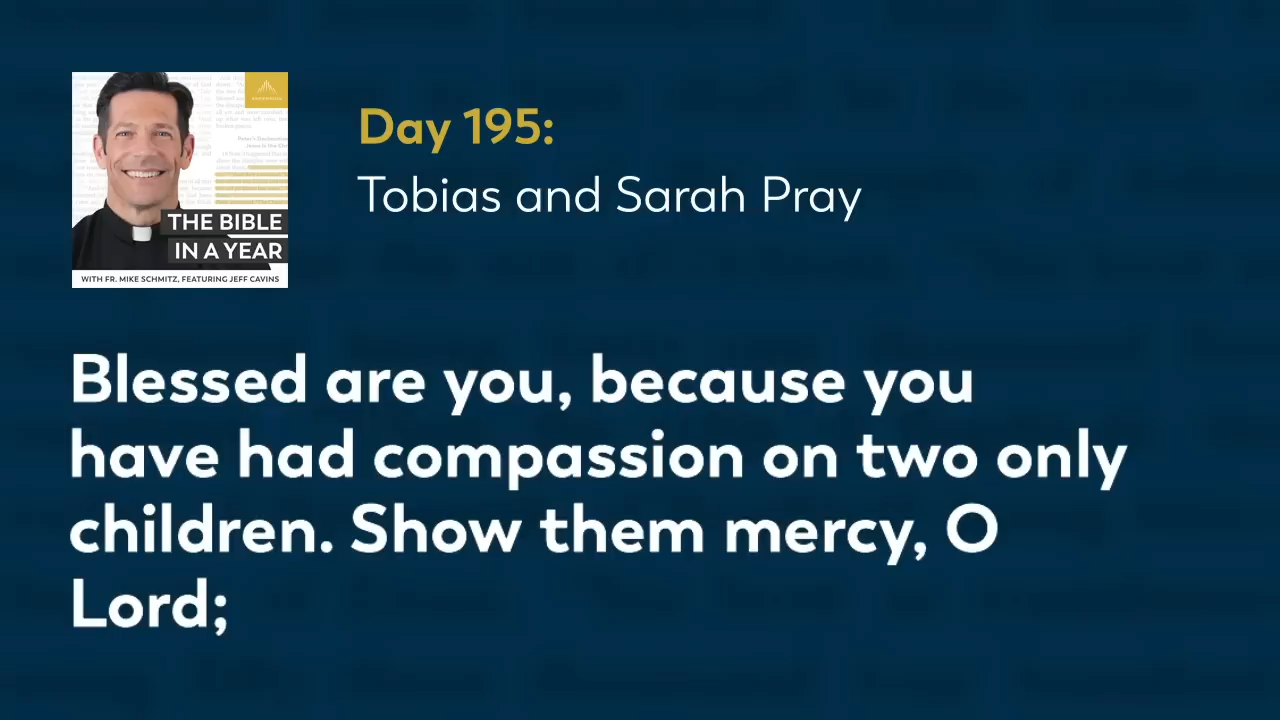 Day 195:
Tobias and Sarah Pray
THE BIBLE
IN A YEAR
WITH FR. MIKE SCHMITZ, FEATURING JEFF CAVINS
Blessed are you, because you
have had compassion on two only
children. Show them mercy, O
Lord;